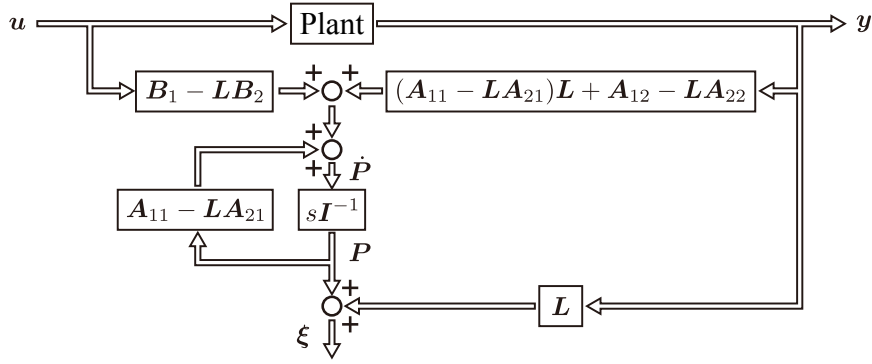 u Plant y
+ +
B₁ − LB₂ (A₁₁ − LA₂₁)L + A₁₂ − LA₂₂
+
+ Ṗ
A₁₁ − LA₂₁ sI⁻¹
P
+
L
+
ξ